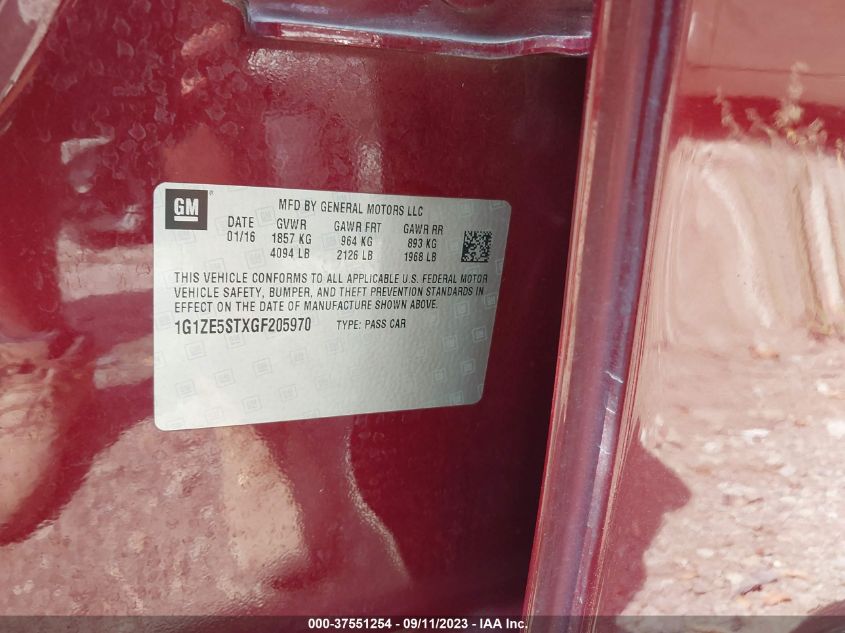 GM
MFD BY GENERAL MOTORS LLC
DATE GVWR GAWR FRT GAWR RR
01/16 1857 KG 964 KG 893 KG
4094 LB 2126 LB 1968 LB
THIS VEHICLE CONFORMS TO ALL APPLICABLE U.S. FEDERAL MOTOR
VEHICLE SAFETY, BUMPER, AND THEFT PREVENTION STANDARDS IN
EFFECT ON THE DATE OF MANUFACTURE SHOWN ABOVE.
1G1ZE5STXGF205970 TYPE: PASS CAR
000-37551254 - 09/11/2023 - IAA Inc.